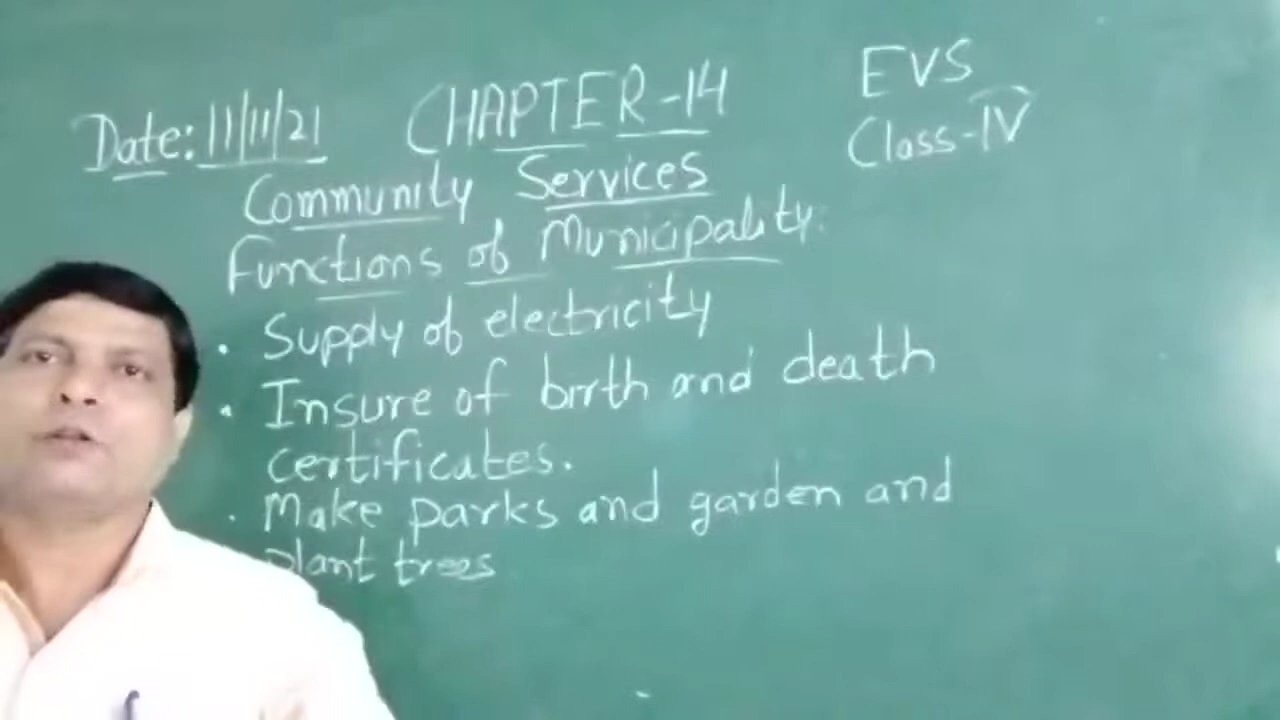 Date: 11/11/21 CHAPTER-14 EVS
Class-IV
Community Services
Functions of Municipality:
• Supply of electricity
• Insure of birth and death
certificates.
• Make parks and garden and
plant trees